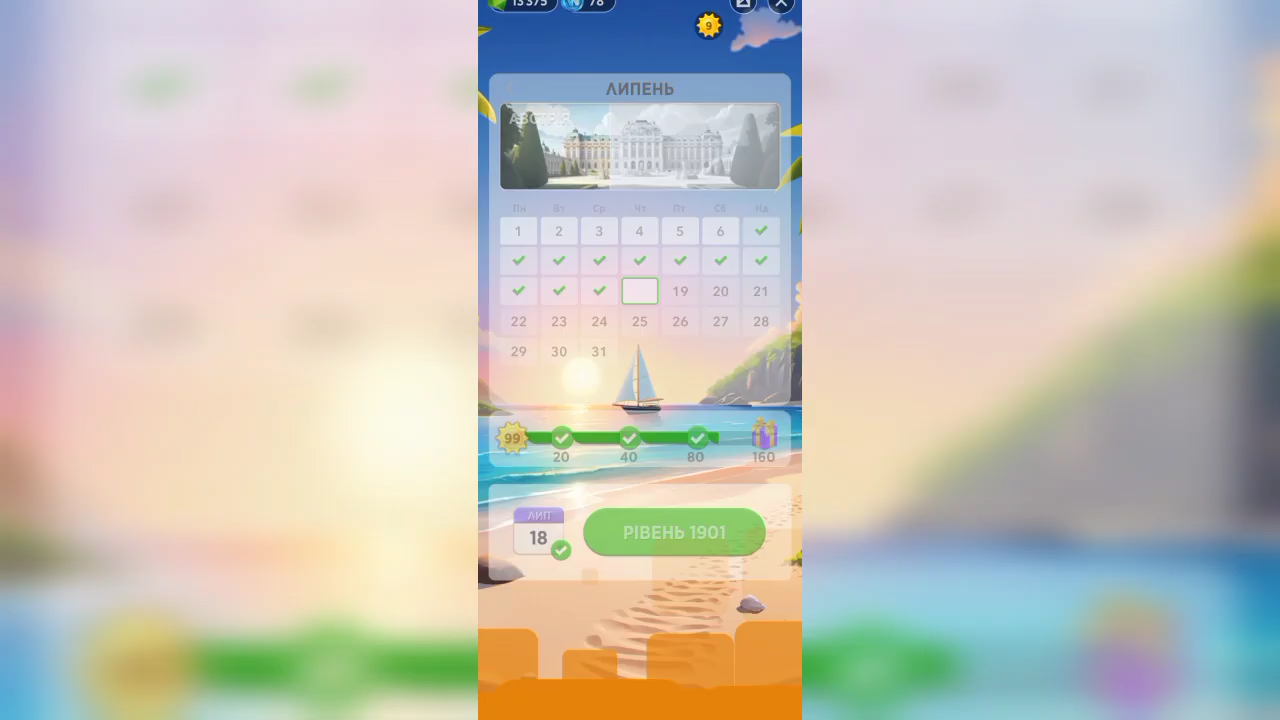 13375 78
9
ЛИПЕНЬ
АВСТРІЯ
Пн Вт Ср Чт Пт Сб Нд
1 2 3 4 5 6
19 20 21
22 23 24 25 26 27 28
29 30 31
99
20 40 80 160
ЛИП
18
РІВЕНЬ 1901